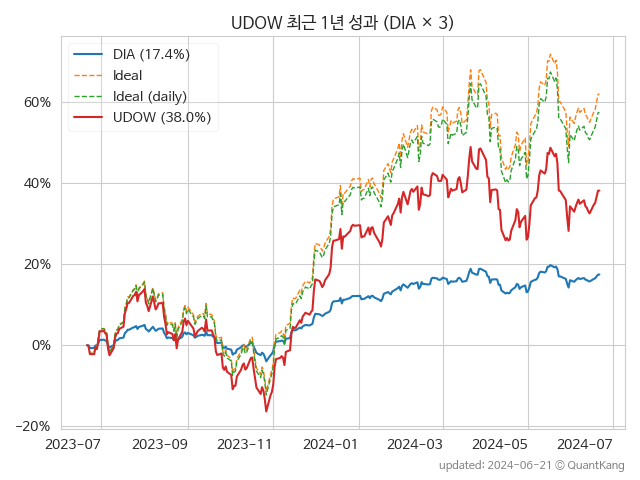 UDOW 최근 1년 성과 (DIA × 3)
DIA (17.4%)
Ideal
Ideal (daily)
UDOW (38.0%)
60%
40%
20%
0%
−20%
2023-07 2023-09 2023-11 2024-01 2024-03 2024-05 2024-07
updated: 2024-06-21 © QuantKang